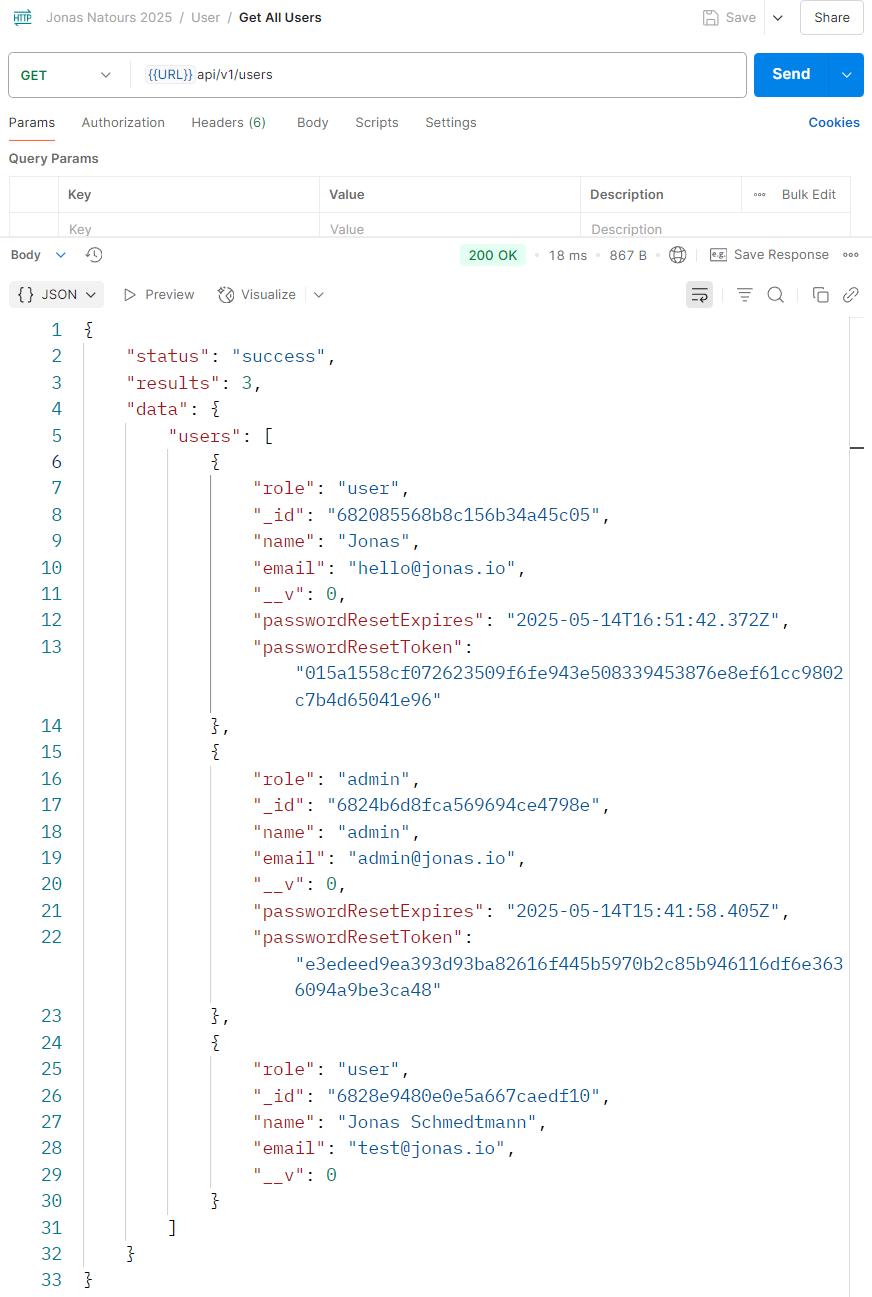 HTTP Jonas Natours 2025 / User / Get All Users Save Share
GET {{URL}} api/v1/users Send
Params Authorization Headers (6) Body Scripts Settings Cookies
Query Params
Key Value Description Bulk Edit
Key Value Description
Body 200 OK 18 ms 867 B e.g. Save Response
{} JSON Preview Visualize
1 {
2 "status": "success",
3 "results": 3,
4 "data": {
5 "users": [
6 {
7 "role": "user",
8 "_id": "682085568b8c156b34a45c05",
9 "name": "Jonas",
10 "email": "hello@jonas.io",
11 "__v": 0,
12 "passwordResetExpires": "2025-05-14T16:51:42.372Z",
13 "passwordResetToken":
"015a1558cf072623509f6fe943e508339453876e8ef61cc9802
c7b4d65041e96"
14 },
15 {
16 "role": "admin",
17 "_id": "6824b6d8fca569694ce4798e",
18 "name": "admin",
19 "email": "admin@jonas.io",
20 "__v": 0,
21 "passwordResetExpires": "2025-05-14T15:41:58.405Z",
22 "passwordResetToken":
"e3edeed9ea393d93ba82616f445b5970b2c85b946116df6e363
6094a9be3ca48"
23 },
24 {
25 "role": "user",
26 "_id": "6828e9480e0e5a667caedf10",
27 "name": "Jonas Schmedtmann",
28 "email": "test@jonas.io",
29 "__v": 0
30 }
31 ]
32 }
33 }